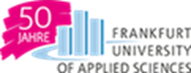 50
JAHRE
FRANKFURT
UNIVERSITY
OF APPLIED SCIENCES